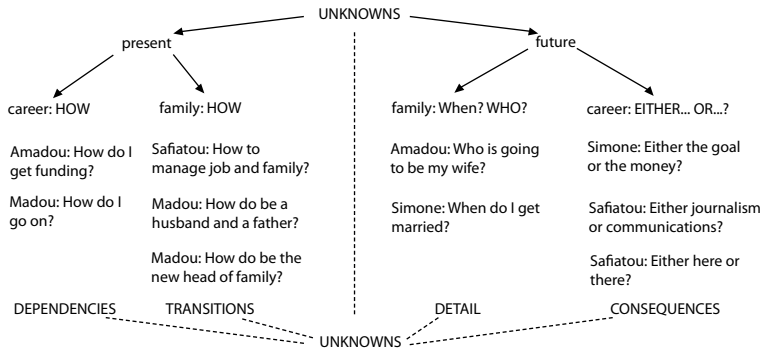 UNKNOWNS
present
future
career: HOW
family: HOW
family: When? WHO?
career: EITHER... OR...?
Amadou: How do I
get funding?
Madou: How do I
go on?
Safiatou: How to
manage job and family?
Madou: How do be a
husband and a father?
Madou: How do be the
new head of family?
Amadou: Who is going
to be my wife?
Simone: When do I get
married?
Simone: Either the goal
or the money?
Safiatou: Either journalism
or communications?
Safiatou: Either here or
there?
DEPENDENCIES
TRANSITIONS
DETAIL
CONSEQUENCES
UNKNOWNS